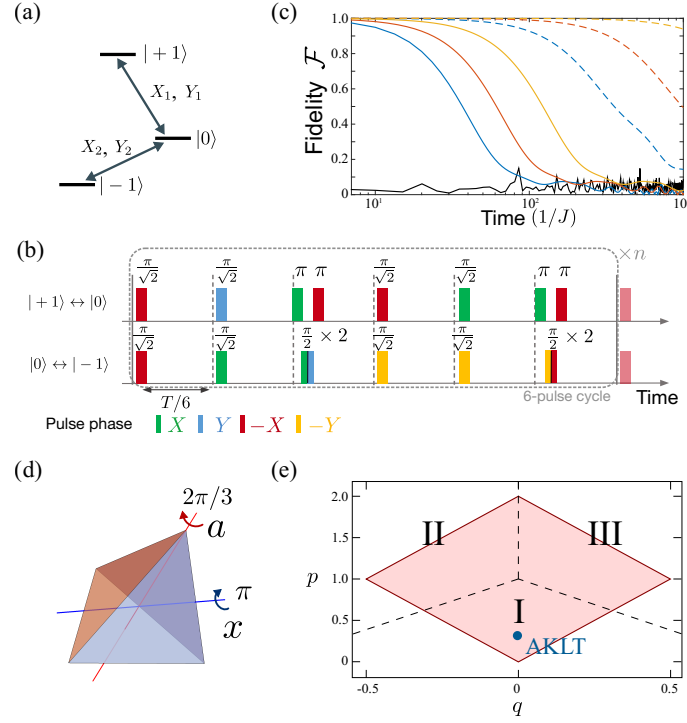 (a)
|+1⟩
X₁, Y₁
|0⟩
X₂, Y₂
|−1⟩
(c)
Fidelity ℱ
1.0
0.8
0.6
0.4
0.2
0
10¹
10²
10
Time (1/J)
(b)
×n
π/√2 π/√2 π π π/√2 π/√2 π π
|+1⟩ ↔ |0⟩
π/√2 π/√2 π/2 × 2 π/√2 π/√2 π/2 × 2
|0⟩ ↔ |−1⟩
T/6
6-pulse cycle
Time
Pulse phase X Y −X −Y
(d)
2π/3
a
π
x
(e)
2.0
II III
p 1.0
0.5
I
AKLT
0
-0.5 0 0.5
q